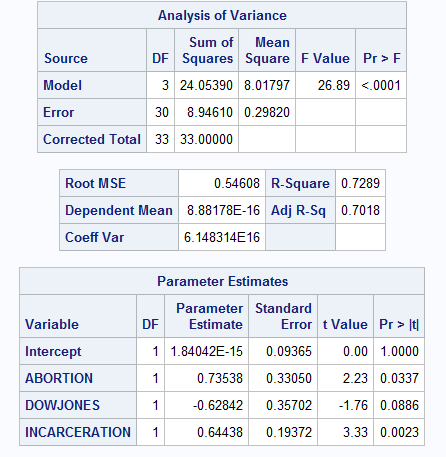 Analysis of Variance
Source DF Sum of Squares Mean Square F Value Pr > F
Model 3 24.05390 8.01797 26.89 <.0001
Error 30 8.94610 0.29820
Corrected Total 33 33.00000
Root MSE 0.54608 R-Square 0.7289
Dependent Mean 8.88178E-16 Adj R-Sq 0.7018
Coeff Var 6.148314E16
Parameter Estimates
Variable DF Parameter Estimate Standard Error t Value Pr > |t|
Intercept 1 1.84042E-15 0.09365 0.00 1.0000
ABORTION 1 0.73538 0.33050 2.23 0.0337
DOWJONES 1 -0.62842 0.35702 -1.76 0.0886
INCARCERATION 1 0.64438 0.19372 3.33 0.0023